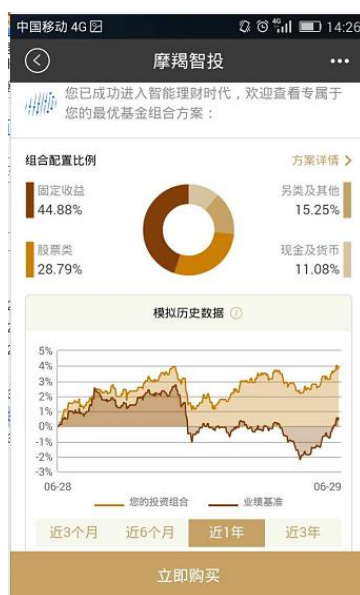 中国移动 4G 14:26
摩羯智投
您已成功进入智能理财时代，欢迎查看专属于
您的最优基金组合方案：
组合配置比例 方案详情 >
固定收益 另类及其他
44.88% 15.25%
股票类 现金及货币
28.79% 11.08%
模拟历史数据
5%
4%
3%
2%
1%
0%
-1%
-2%
-3%
06-28 06-29
您的投资组合 业绩基准
近3个月 近6个月 近1年 近3年
立即购买